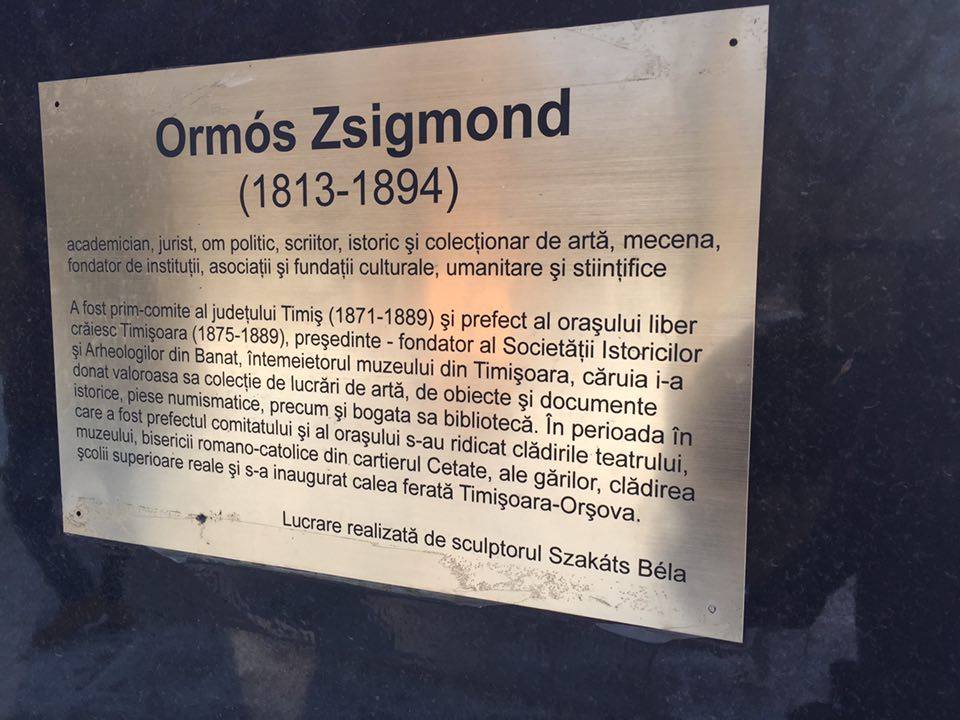 Ormós Zsigmond
(1813-1894)
academician, jurist, om politic, scriitor, istoric şi colecţionar de artă, mecena,
fondator de instituţii, asociaţii şi fundaţii culturale, umanitare şi stiinţifice
A fost prim-comite al judeţului Timiş (1871-1889) şi prefect al oraşului liber
crăiesc Timişoara (1875-1889), preşedinte - fondator al Societăţii Istoricilor
şi Arheologilor din Banat, întemeietorul muzeului din Timişoara, căruia i-a
donat valoroasa sa colecţie de lucrări de artă, de obiecte şi documente
istorice, piese numismatice, precum şi bogata sa bibliotecă. În perioada în
care a fost prefectul comitatului şi al oraşului s-au ridicat clădirile teatrului,
muzeului, bisericii romano-catolice din cartierul Cetate, ale gărilor, clădirea
şcolii superioare reale şi s-a inaugurat calea ferată Timişoara-Orşova.
Lucrare realizată de sculptorul Szakáts Béla